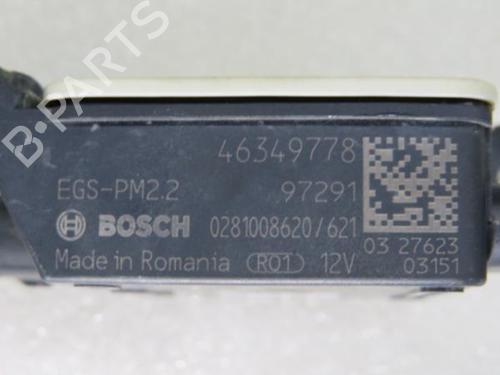 46349778
EGS-PM2.2 97291
BOSCH 0281008620/621
03 27623
Made in Romania R01 12V 03151
B-PARTS